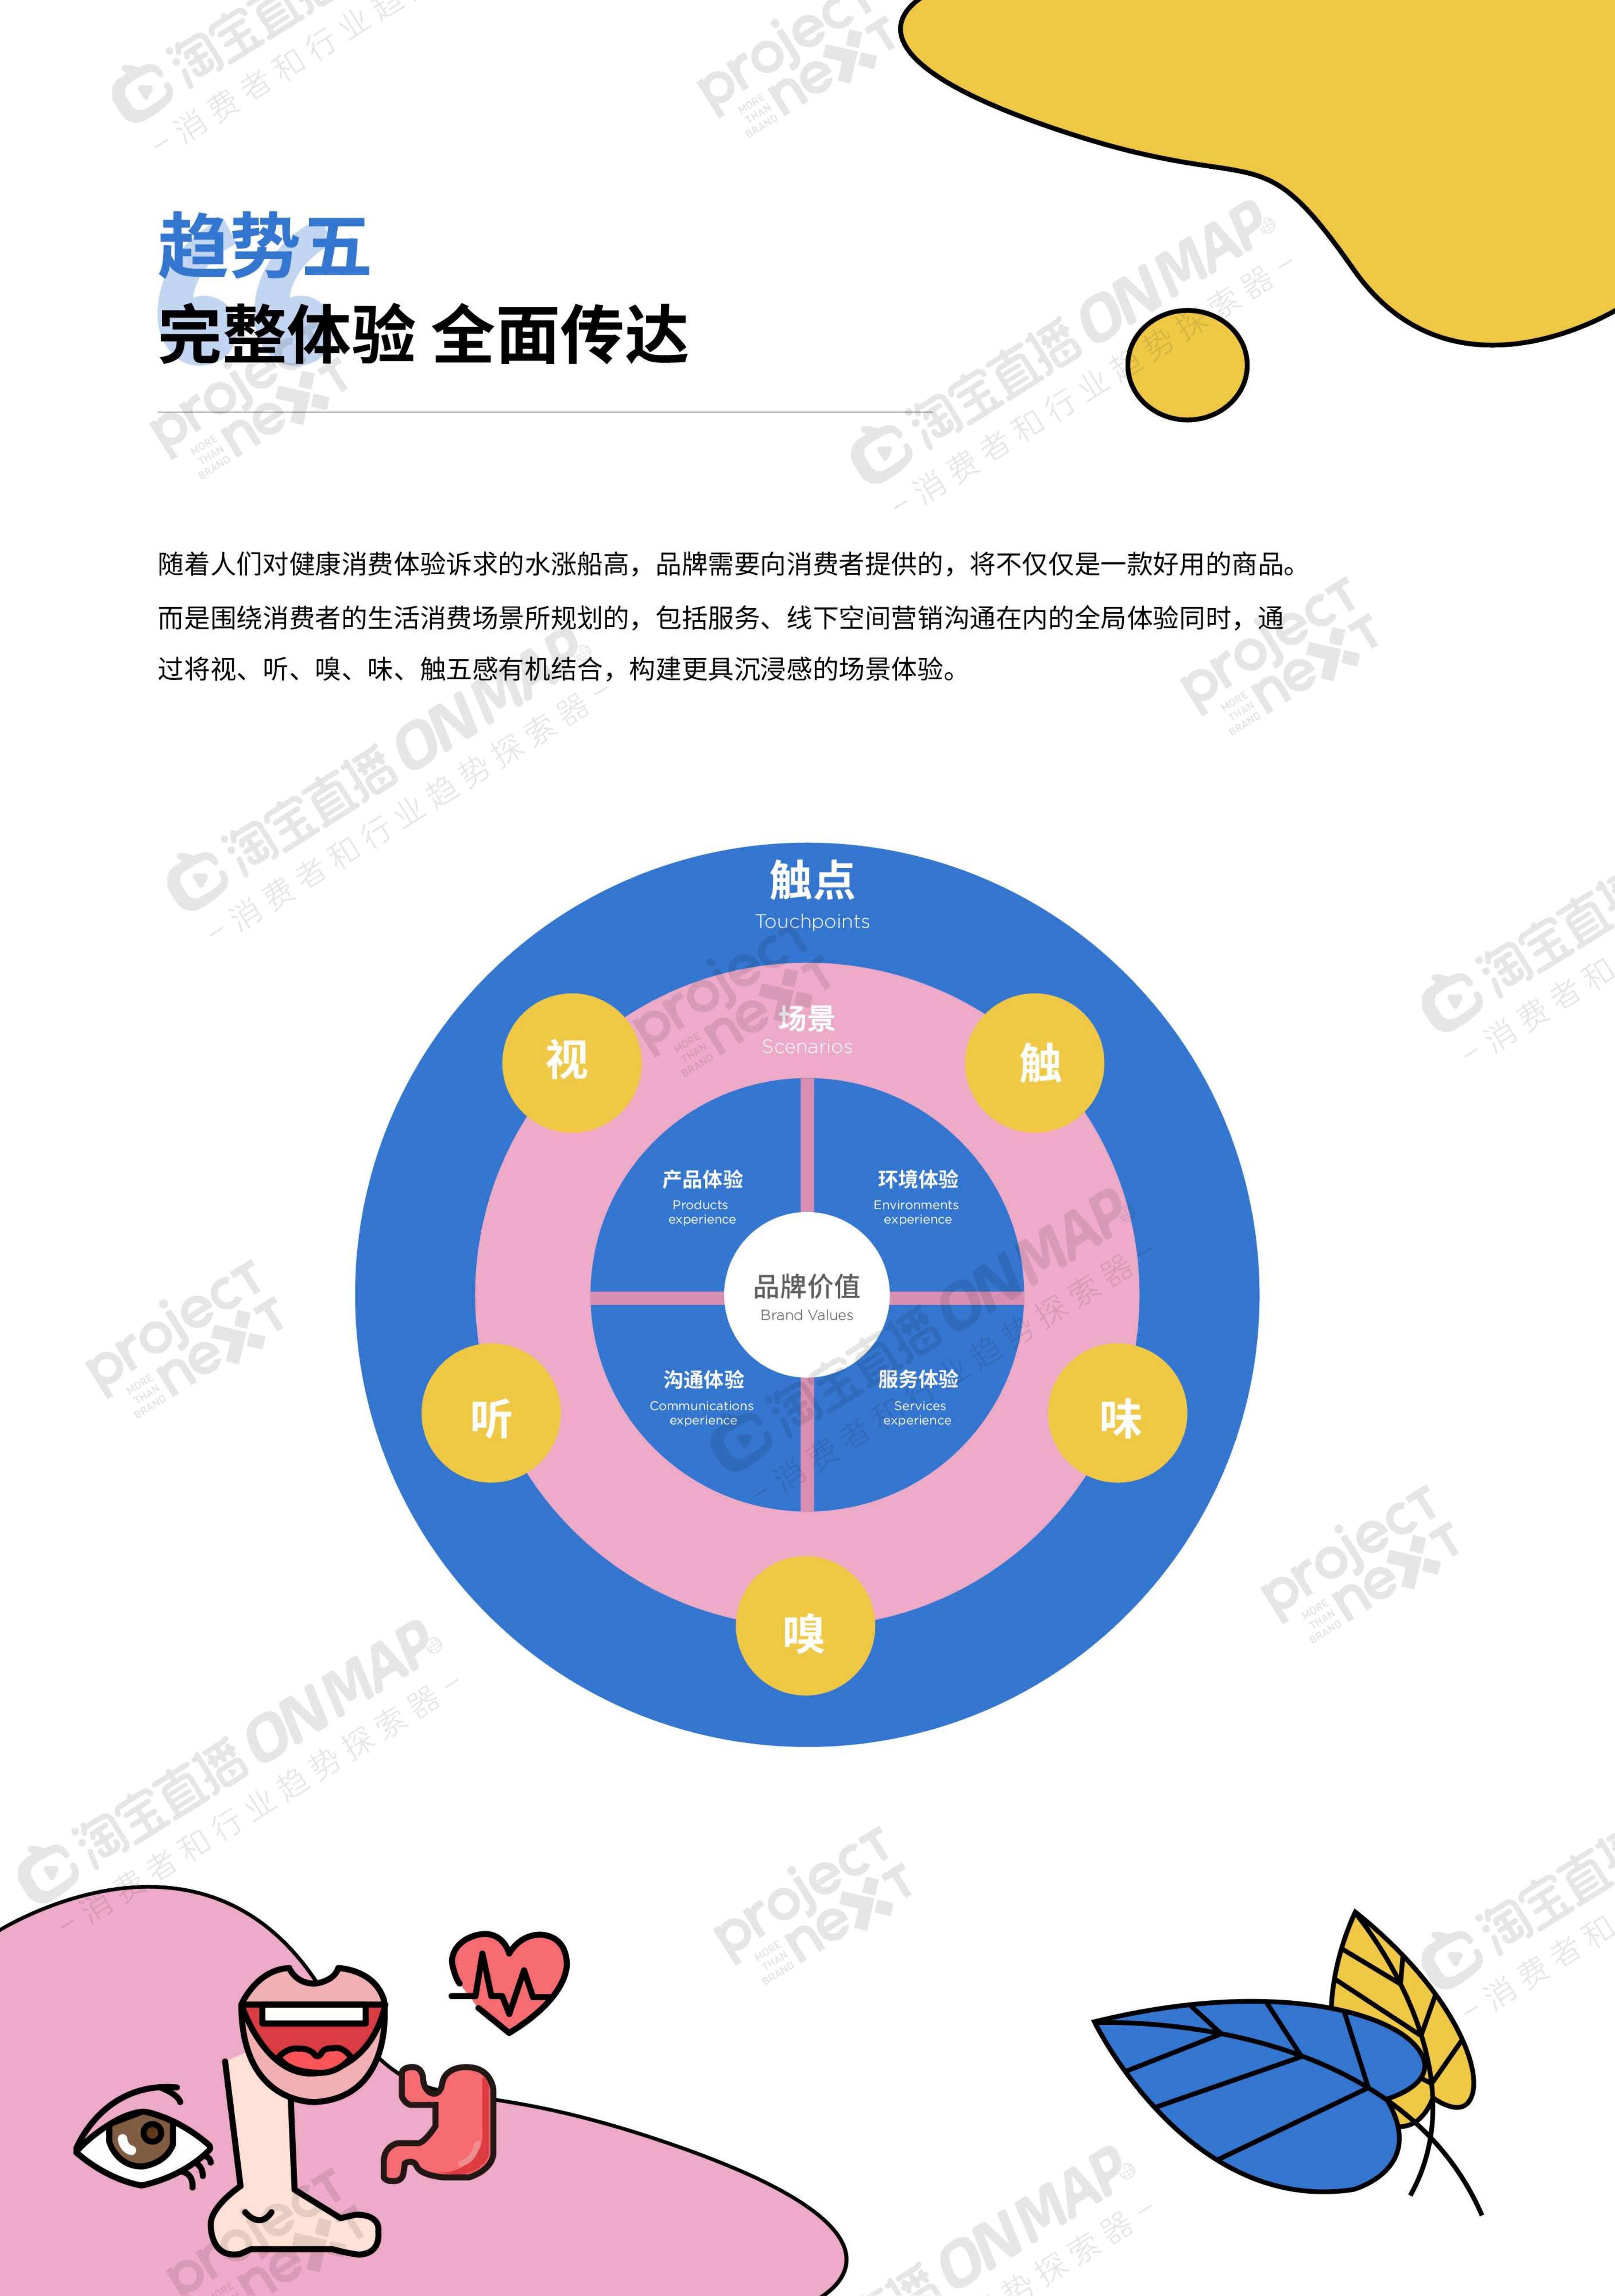 趋势五
完整体验 全面传达
随着人们对健康消费体验诉求的水涨船高，品牌需要向消费者提供的，将不仅仅是一款好用的商品。
而是围绕消费者的生活消费场景所规划的，包括服务、线下空间营销沟通在内的全局体验同时，通
过将视、听、嗅、味、触五感有机结合，构建更具沉浸感的场景体验。
触点
Touchpoints
场景
Scenarios
视
触
产品体验
Products
experience
环境体验
Environments
experience
品牌价值
Brand Values
沟通体验
Communications
experience
服务体验
Services
experience
听
味
嗅
淘宝直播 ON MAP
－消费者和行业趋势探索器－
project
next
MORE
THAN
BRAND